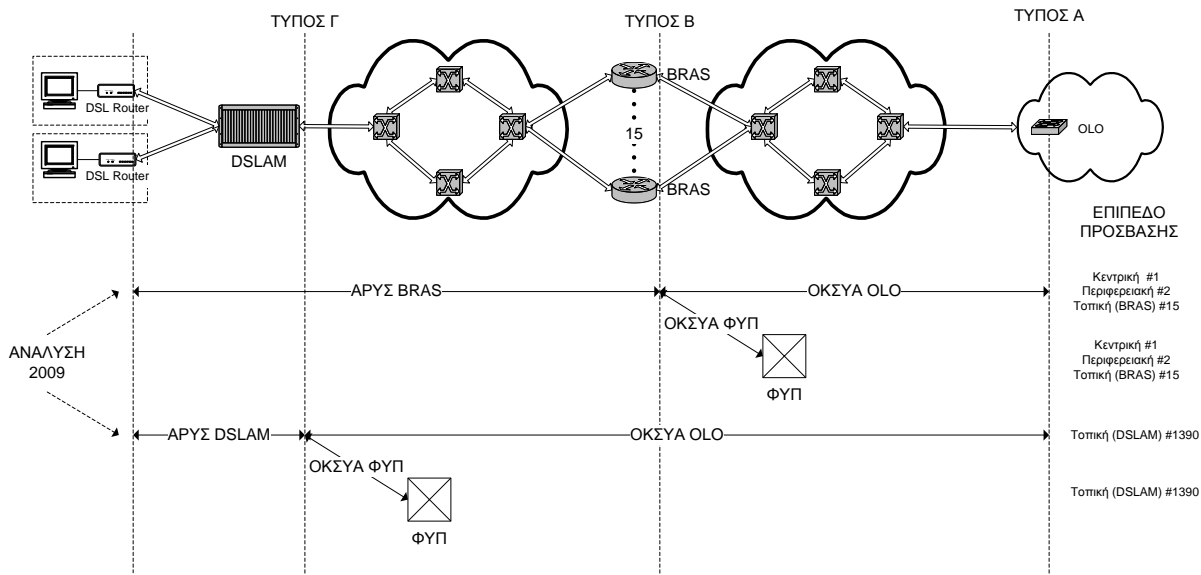 ΤΥΠΟΣ Γ
ΤΥΠΟΣ Β
ΤΥΠΟΣ Α
DSL Router
DSL Router
DSLAM
BRAS
15
BRAS
OLO
ΕΠΙΠΕΔΟ
ΠΡΟΣΒΑΣΗΣ
ΑΡΥΣ BRAS
ΟΚΣΥΑ OLO
Κεντρική #1
Περιφερειακή #2
Τοπική (BRAS) #15
ΑΝΑΛΥΣΗ
2009
ΟΚΣΥΑ ΦΥΠ
ΦΥΠ
Κεντρική #1
Περιφερειακή #2
Τοπική (BRAS) #15
ΑΡΥΣ DSLAM
ΟΚΣΥΑ OLO
Τοπική (DSLAM) #1390
ΟΚΣΥΑ ΦΥΠ
ΦΥΠ
Τοπική (DSLAM) #1390